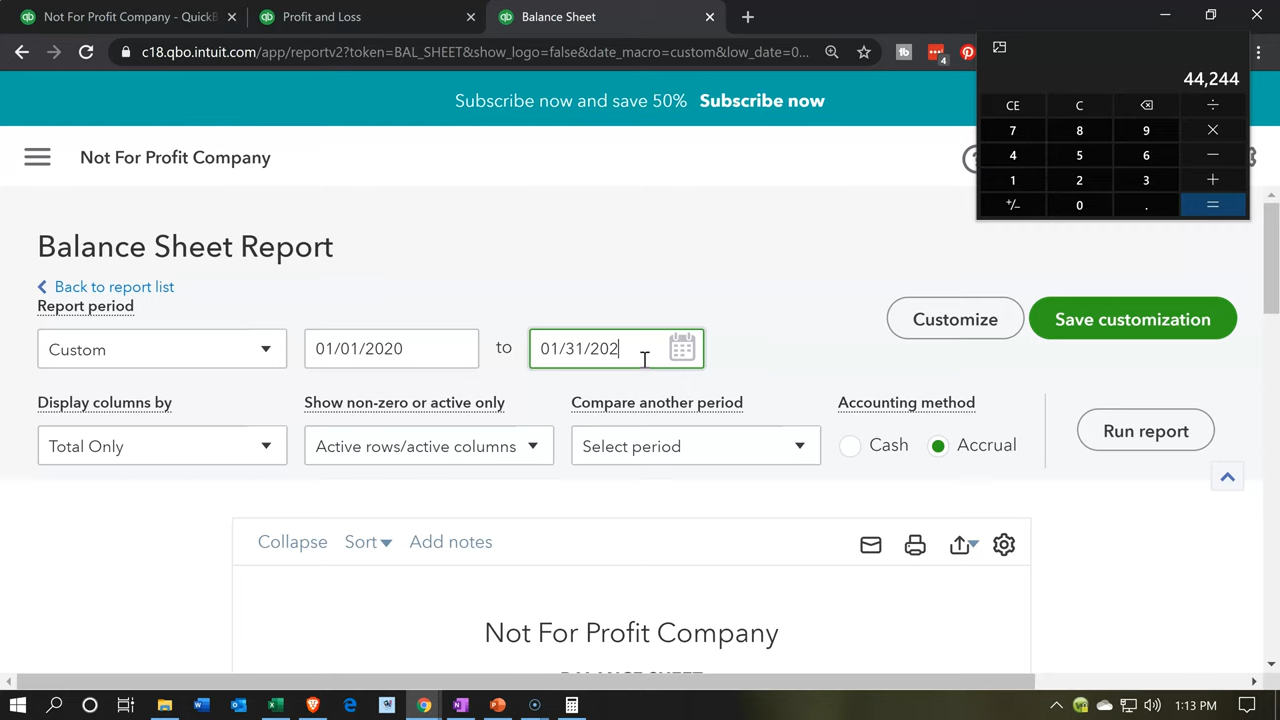 Not For Profit Company - QuickB
Profit and Loss
Balance Sheet
c18.qbo.intuit.com/app/reportv2?token=BAL_SHEET&show_logo=false&date_macro=custom&low_date=0...
4
44,244
CE C ÷
7 8 9 ×
4 5 6 −
1 2 3 +
+/− 0 . =
Subscribe now and save 50% Subscribe now
Not For Profit Company
Balance Sheet Report
Back to report list
Report period
Custom 01/01/2020 to 01/31/202
Customize Save customization
Display columns by Show non-zero or active only Compare another period Accounting method
Total Only Active rows/active columns Select period Cash Accrual Run report
Collapse Sort Add notes
Not For Profit Company
BALANCE SHEET
1:13 PM